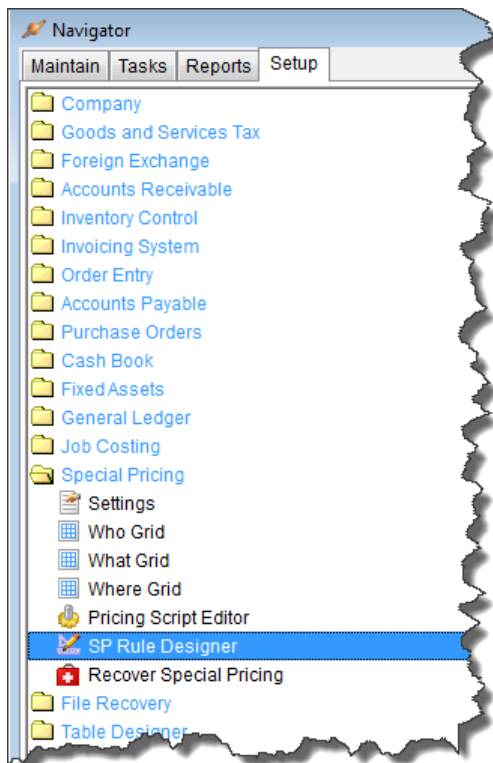 Navigator
Maintain Tasks Reports Setup
Company
Goods and Services Tax
Foreign Exchange
Accounts Receivable
Inventory Control
Invoicing System
Order Entry
Accounts Payable
Purchase Orders
Cash Book
Fixed Assets
General Ledger
Job Costing
Special Pricing
Settings
Who Grid
What Grid
Where Grid
Pricing Script Editor
SP Rule Designer
Recover Special Pricing
File Recovery
Table Designer